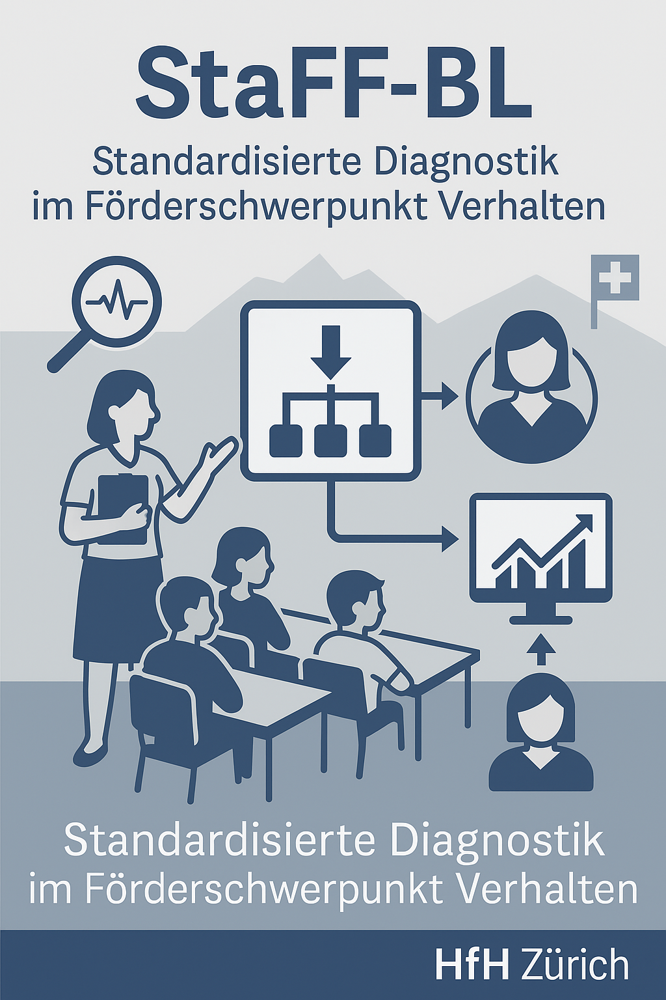 StaFF-BL
Standardisierte Diagnostik
im Förderschwerpunkt Verhalten
Standardisierte Diagnostik
im Förderschwerpunkt Verhalten
HfH Zürich